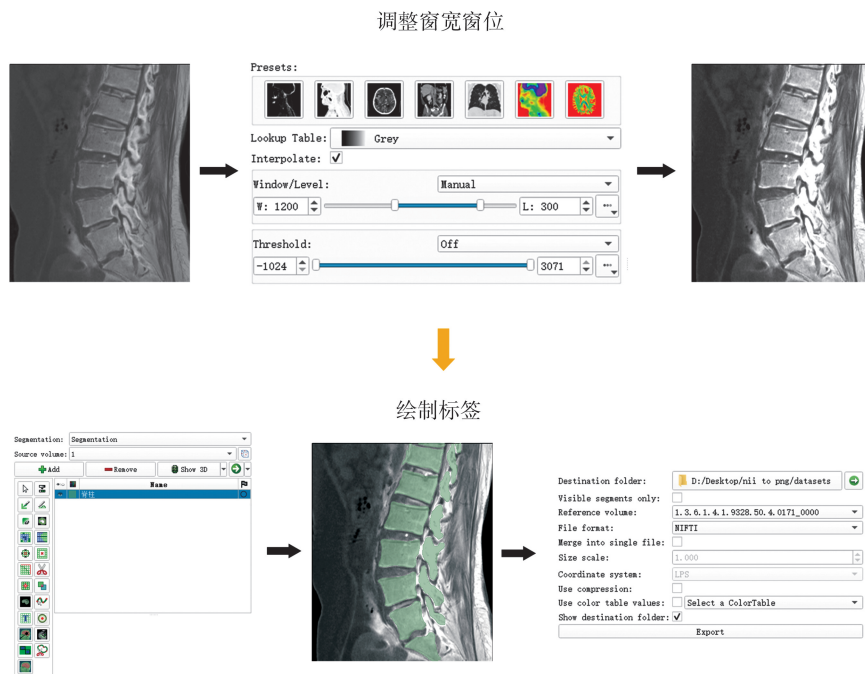 调整窗宽窗位
Presets:
Lookup Table: Grey
Interpolate:
Window/Level: Manual
W: 1200 L: 300
Threshold: Off
-1024 3071
绘制标签
Segmentation: Segmentation
Source volume: 1
Add Remove Show 3D
Name
脊柱
Destination folder: D:/Desktop/nii to png/datasets
Visible segments only:
Reference volume: 1.3.6.1.4.1.9328.50.4.0171_0000
File format: NIFTI
Merge into single file:
Size scale: 1.000
Coordinate system: LPS
Use compression:
Use color table values: Select a ColorTable
Show destination folder:
Export